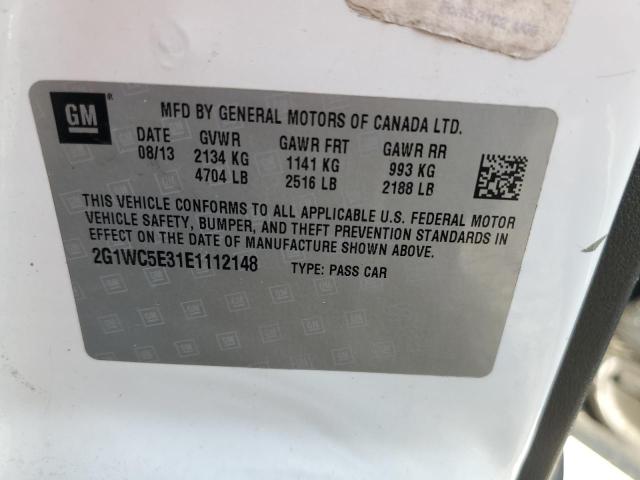 GM
MFD BY GENERAL MOTORS OF CANADA LTD.
DATE GVWR GAWR FRT GAWR RR
08/13 2134 KG 1141 KG 993 KG
4704 LB 2516 LB 2188 LB
THIS VEHICLE CONFORMS TO ALL APPLICABLE U.S. FEDERAL MOTOR
VEHICLE SAFETY, BUMPER, AND THEFT PREVENTION STANDARDS IN
EFFECT ON THE DATE OF MANUFACTURE SHOWN ABOVE.
2G1WC5E31E1112148 TYPE: PASS CAR